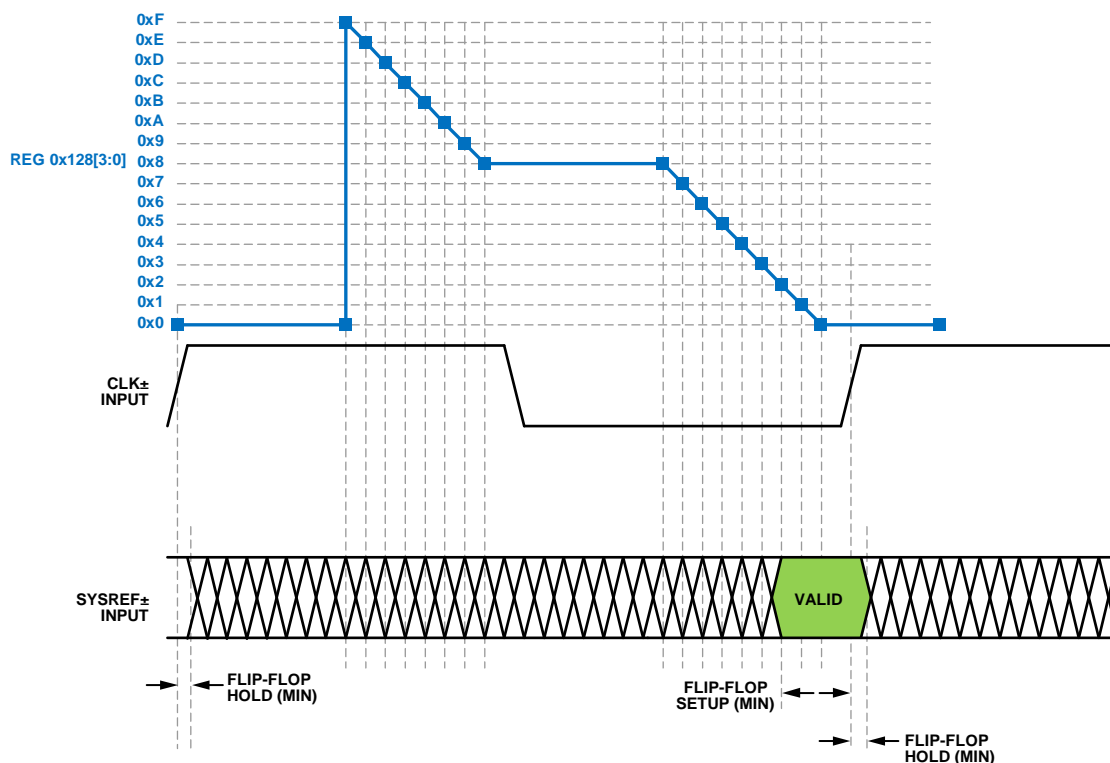 0xF
0xE
0xD
0xC
0xB
0xA
0x9
REG 0x128[3:0]
0x8
0x7
0x6
0x5
0x4
0x3
0x2
0x1
0x0
CLK±
INPUT
SYSREF±
INPUT
VALID
FLIP-FLOP
HOLD (MIN)
FLIP-FLOP
SETUP (MIN)
FLIP-FLOP
HOLD (MIN)